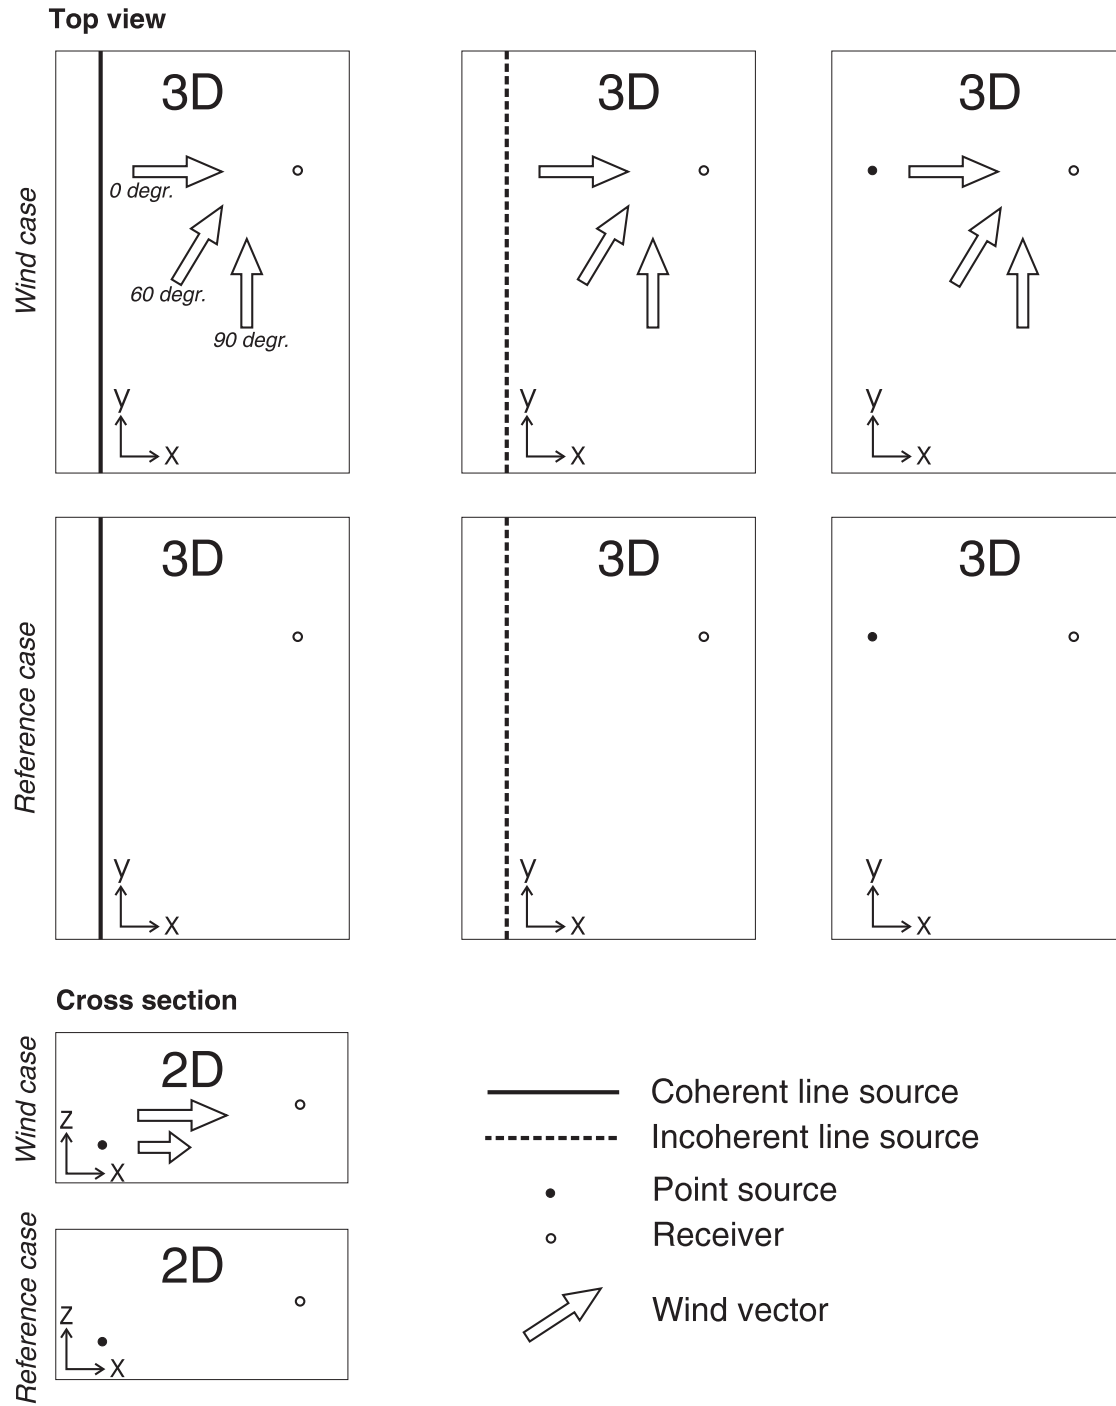 Top view
Wind case
3D
0 degr.
60 degr.
90 degr.
y
x
3D
y
x
3D
y
x
Reference case
3D
y
x
3D
y
x
3D
y
x
Cross section
Wind case
2D
z
x
Reference case
2D
z
x
Coherent line source
Incoherent line source
Point source
Receiver
Wind vector